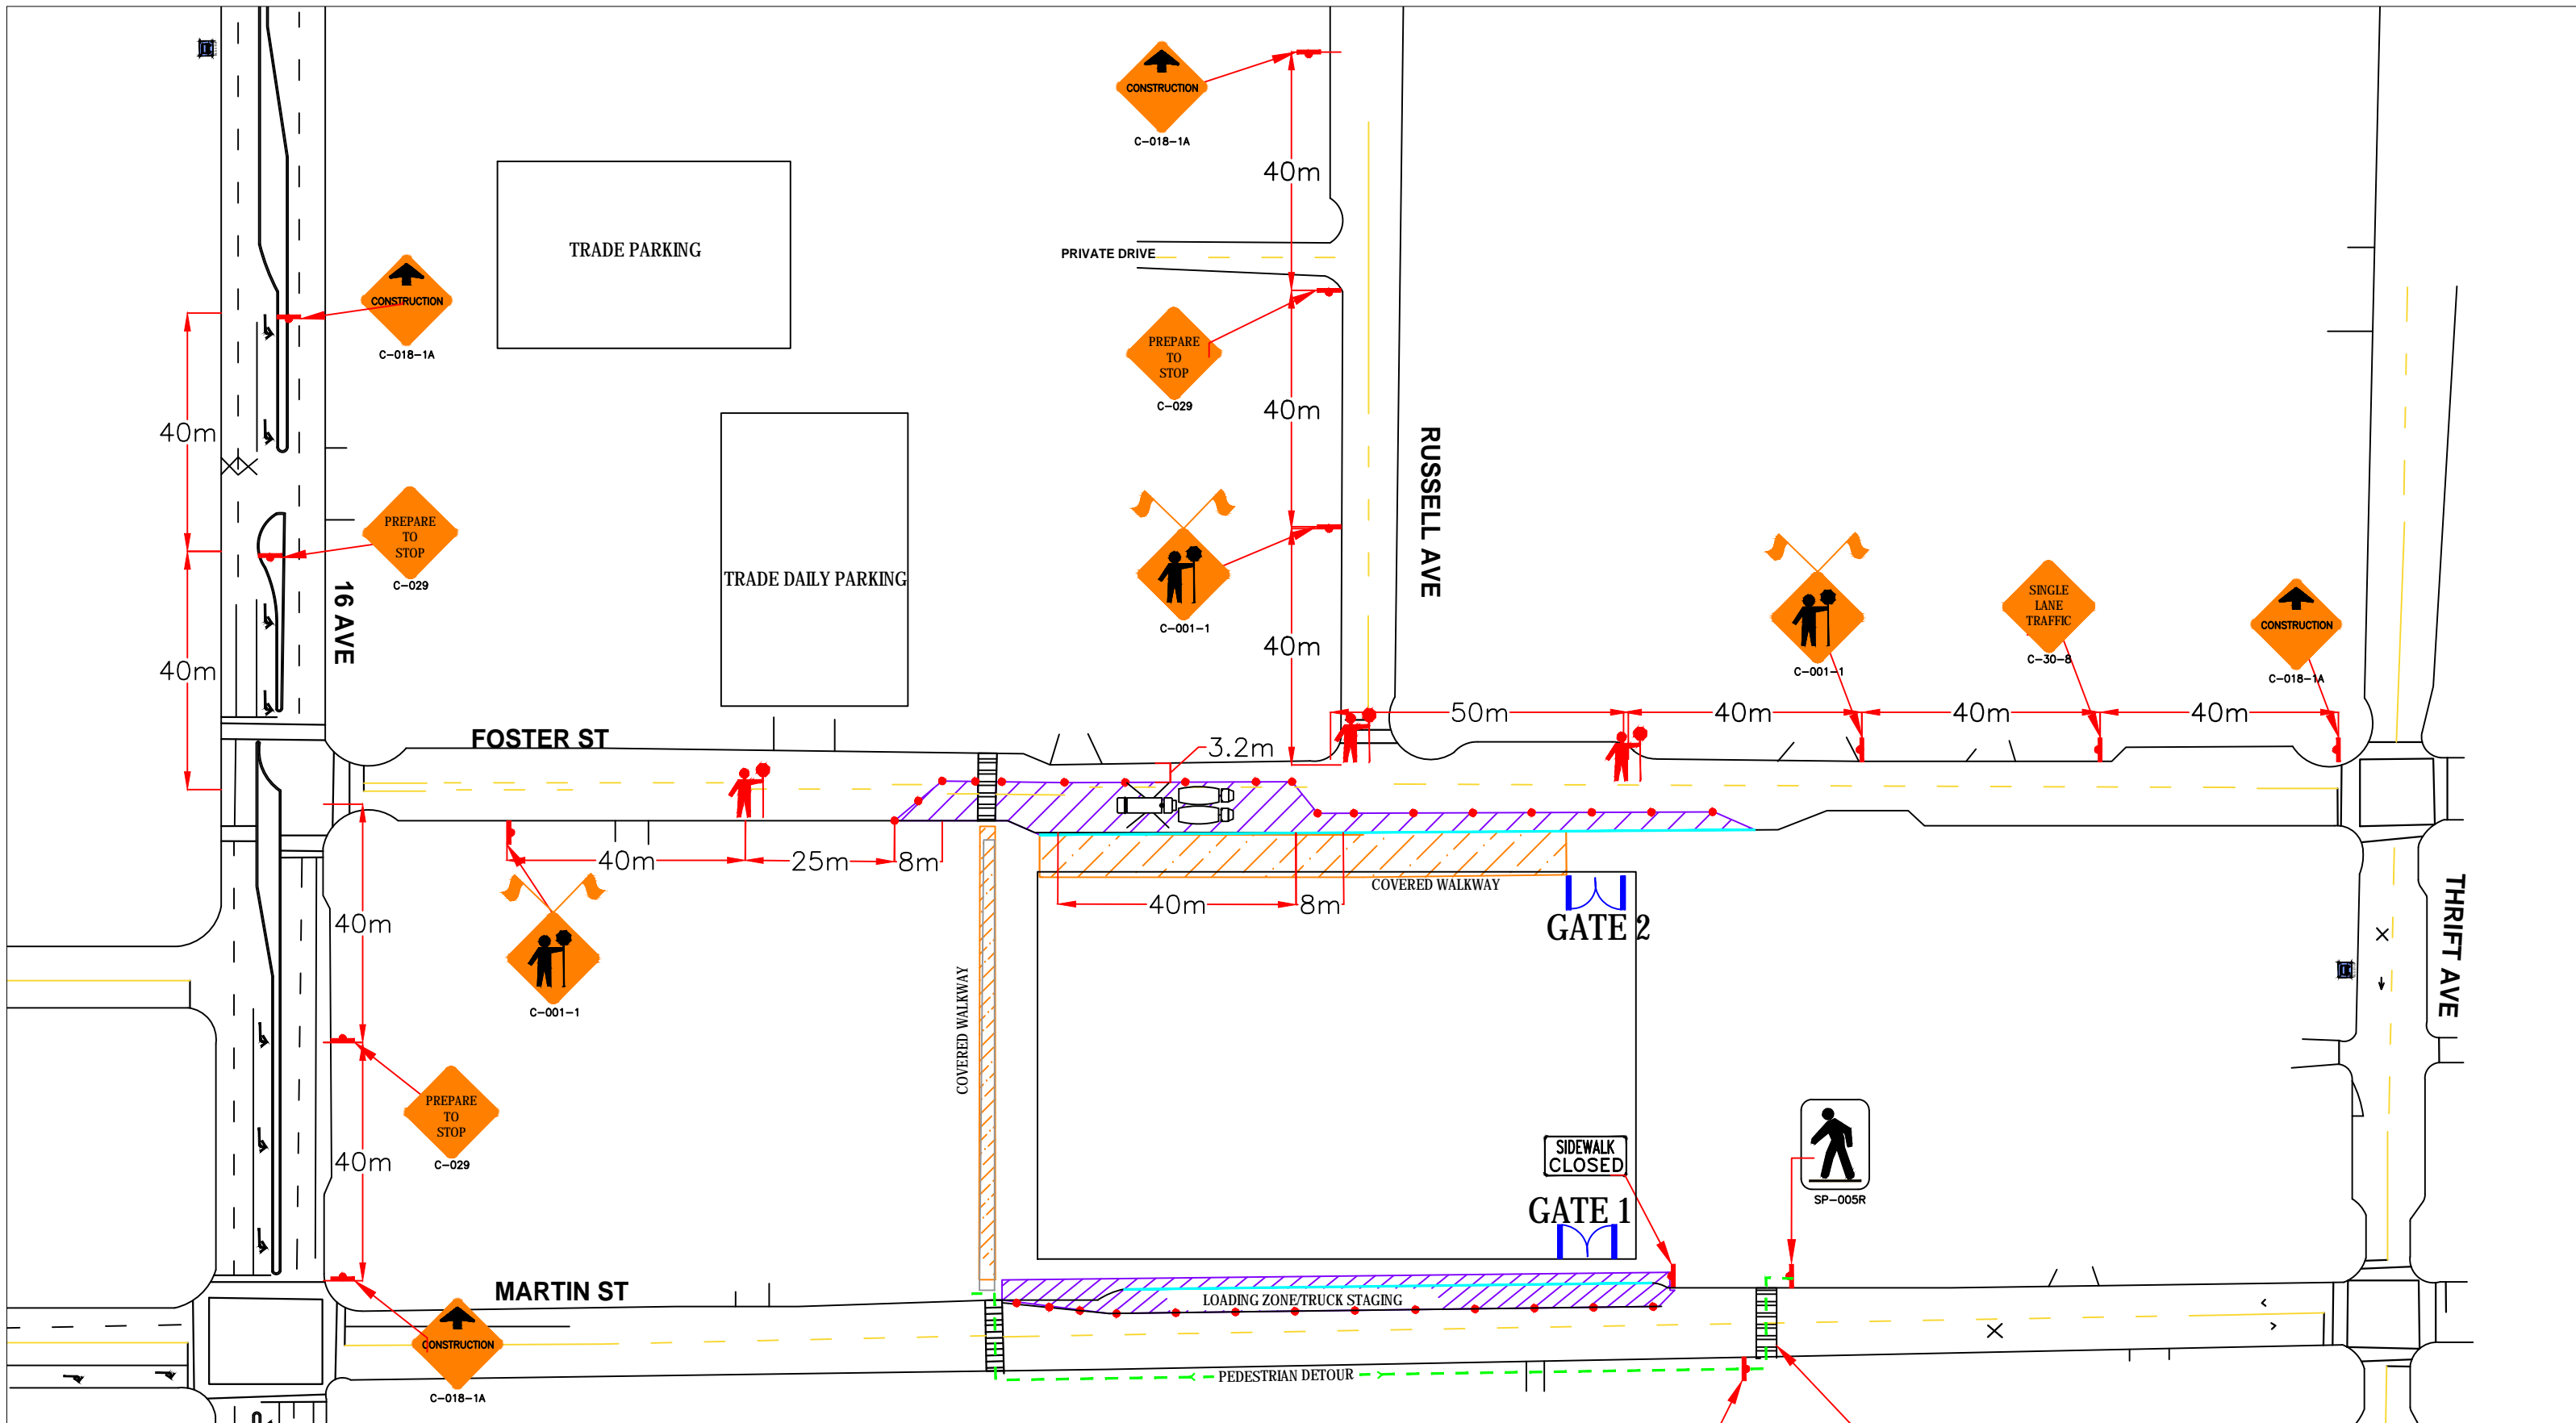 CONSTRUCTION
C-018-1A
40m
TRADE PARKING
PRIVATE DRIVE
CONSTRUCTION
C-018-1A
PREPARE
TO
STOP
C-029
40m
40m
RUSSELL AVE
PREPARE
TO
STOP
C-029
TRADE DAILY PARKING
16 AVE
C-001-1
40m
40m
SINGLE
LANE
TRAFFIC
C-30-8
CONSTRUCTION
C-018-1A
C-001-1
FOSTER ST
3.2m
50m
40m
40m
40m
40m
25m
8m
COVERED WALKWAY
40m
8m
GATE 2
THRIFT AVE
40m
C-001-1
COVERED WALKWAY
PREPARE
TO
STOP
C-029
40m
SIDEWALK
CLOSED
SP-005R
GATE 1
MARTIN ST
LOADING ZONE/TRUCK STAGING
CONSTRUCTION
C-018-1A
PEDESTRIAN DETOUR